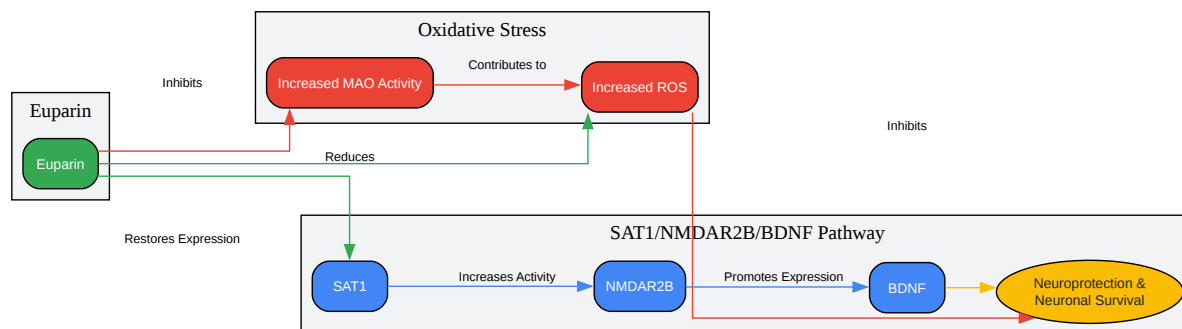 Oxidative Stress
Increased MAO Activity
Contributes to
Increased ROS
Inhibits
Euparin
Euparin
Reduces
Inhibits
Restores Expression
SAT1/NMDAR2B/BDNF Pathway
SAT1
Increases Activity
NMDAR2B
Promotes Expression
BDNF
Neuroprotection &
Neuronal Survival